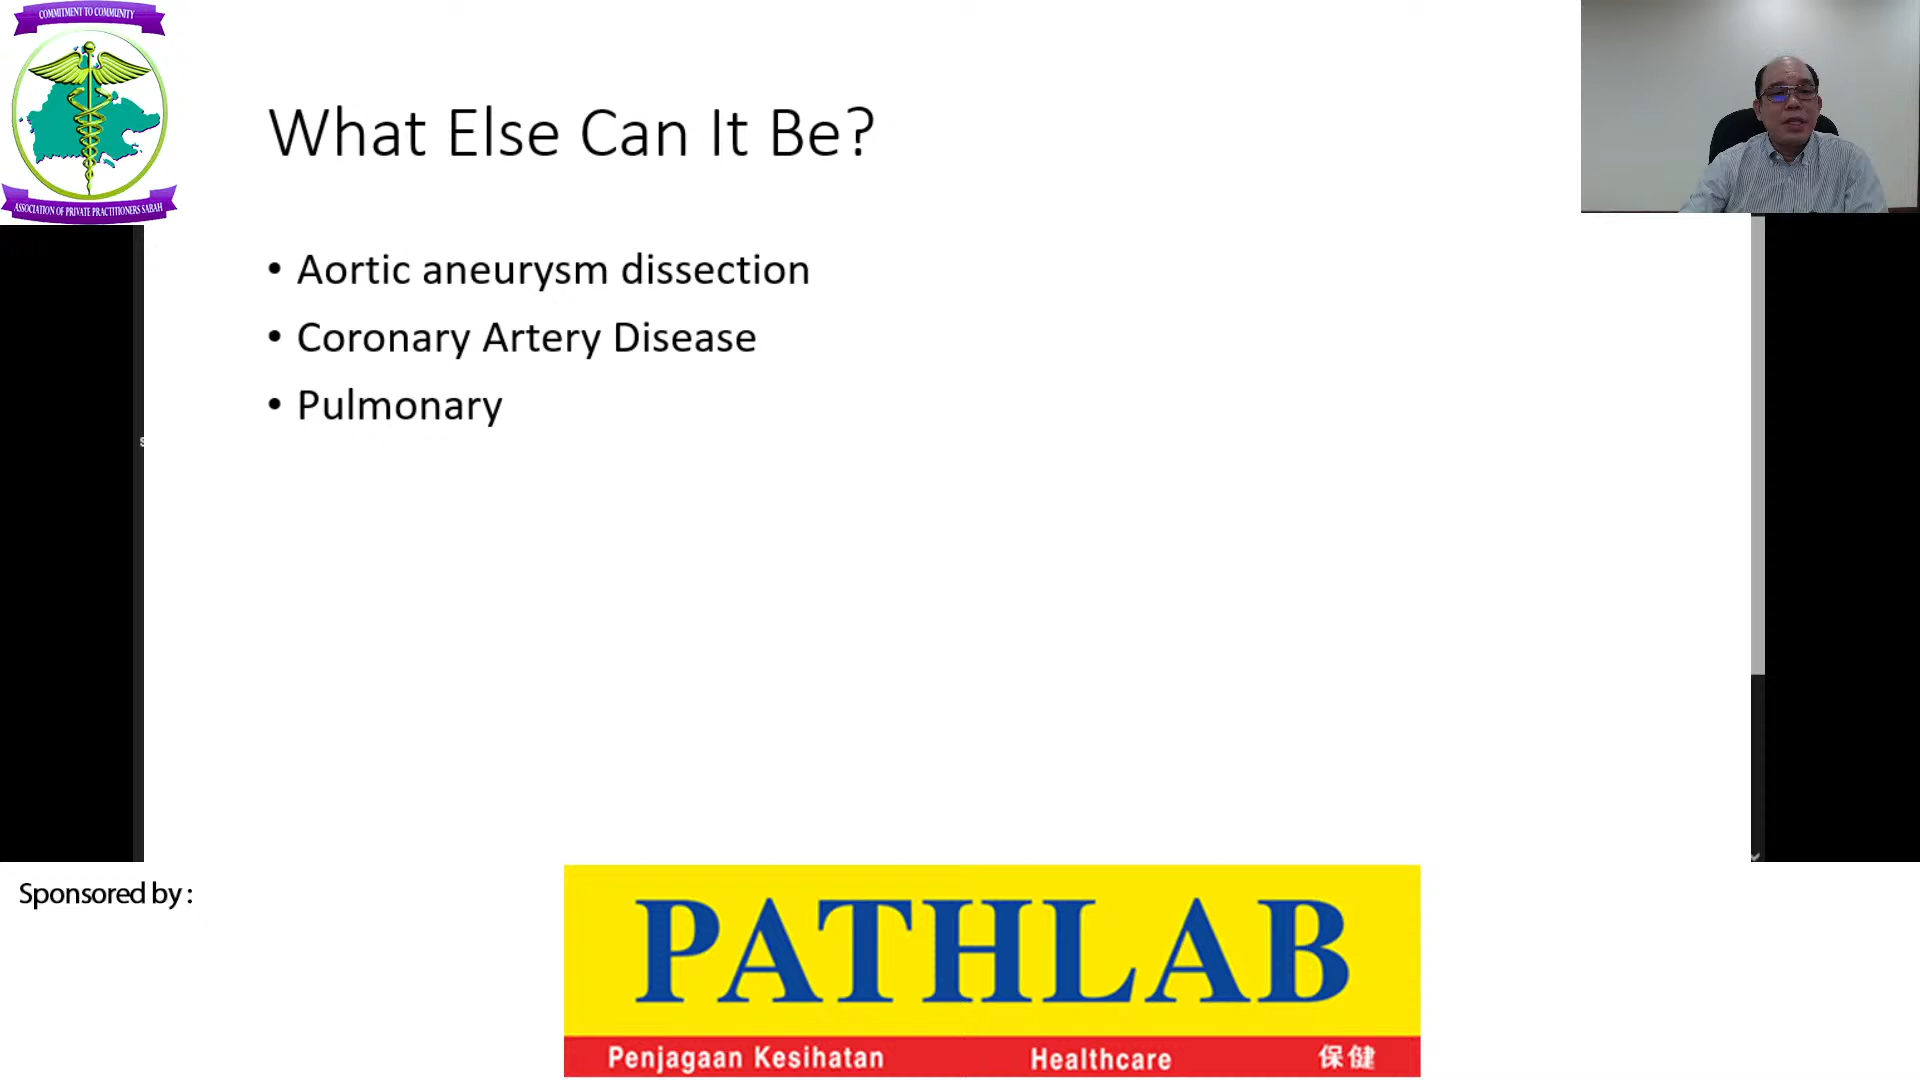 COMMITMENT TO COMMUNITY
ASSOCIATION OF PRIVATE PRACTITIONERS SABAH
What Else Can It Be?
• Aortic aneurysm dissection
• Coronary Artery Disease
• Pulmonary
s
Sponsored by :
PATHLAB
Penjagaan Kesihatan Healthcare 保健